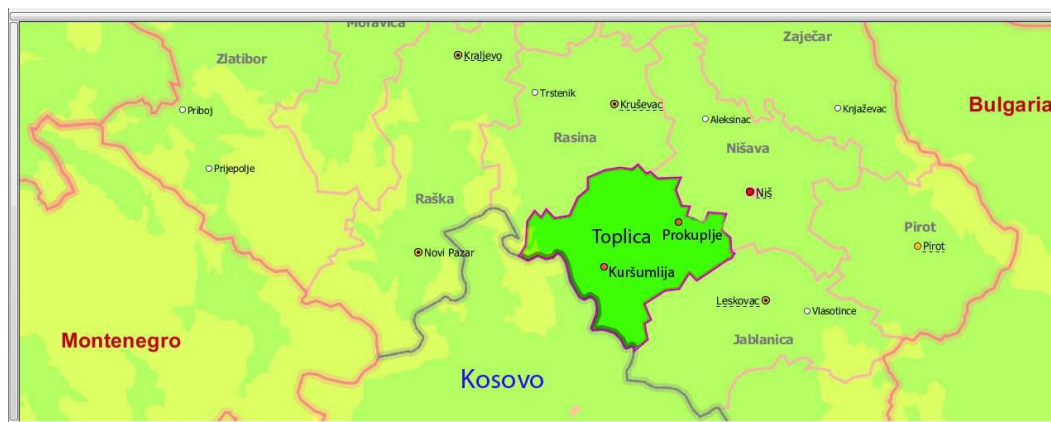 Moravica
Zaječar
Zlatibor
Kraljevo
Trstenik
Kruševac
Priboj
Aleksinac
Knjaževac
Bulgaria
Rasina
Nišava
Prijepolje
Niš
Raška
Pirot
Toplica
Prokuplje
Pirot
Novi Pazar
Kuršumlija
Leskovac
Vlasotince
Montenegro
Jablanica
Kosovo